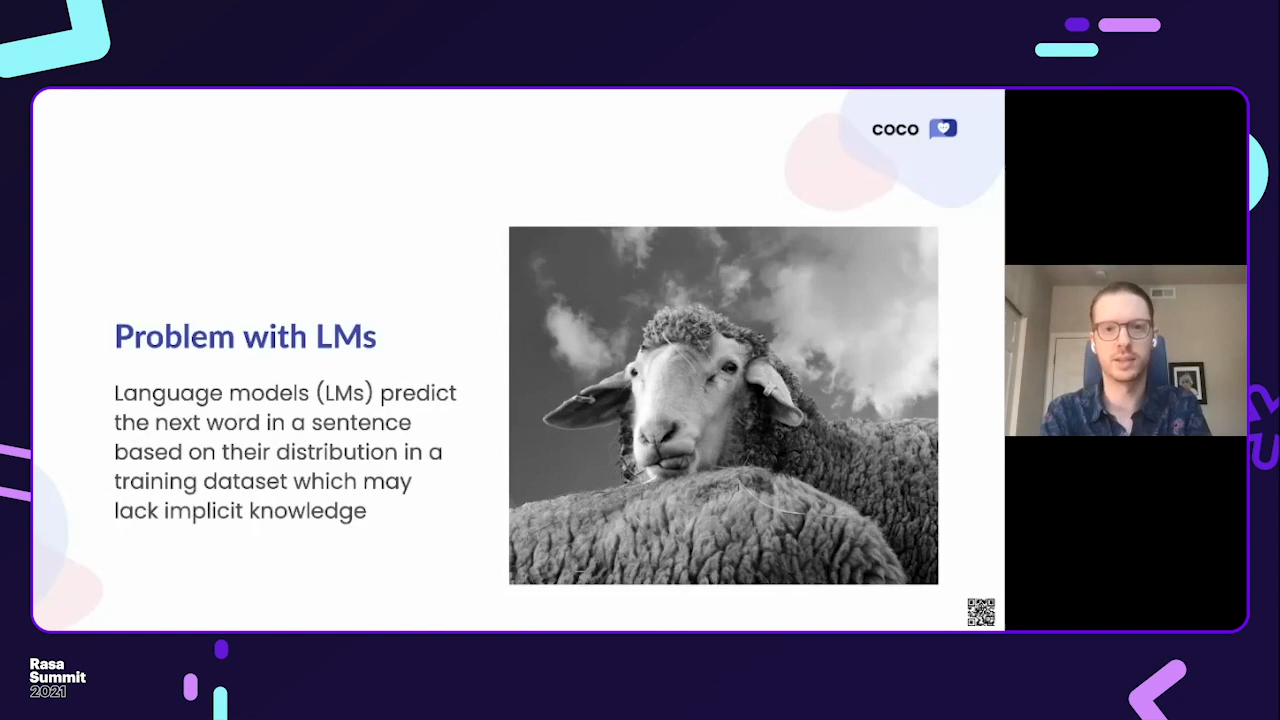 coco
Problem with LMs
Language models (LMs) predict
the next word in a sentence
based on their distribution in a
training dataset which may
lack implicit knowledge
Rasa
Summit
2021